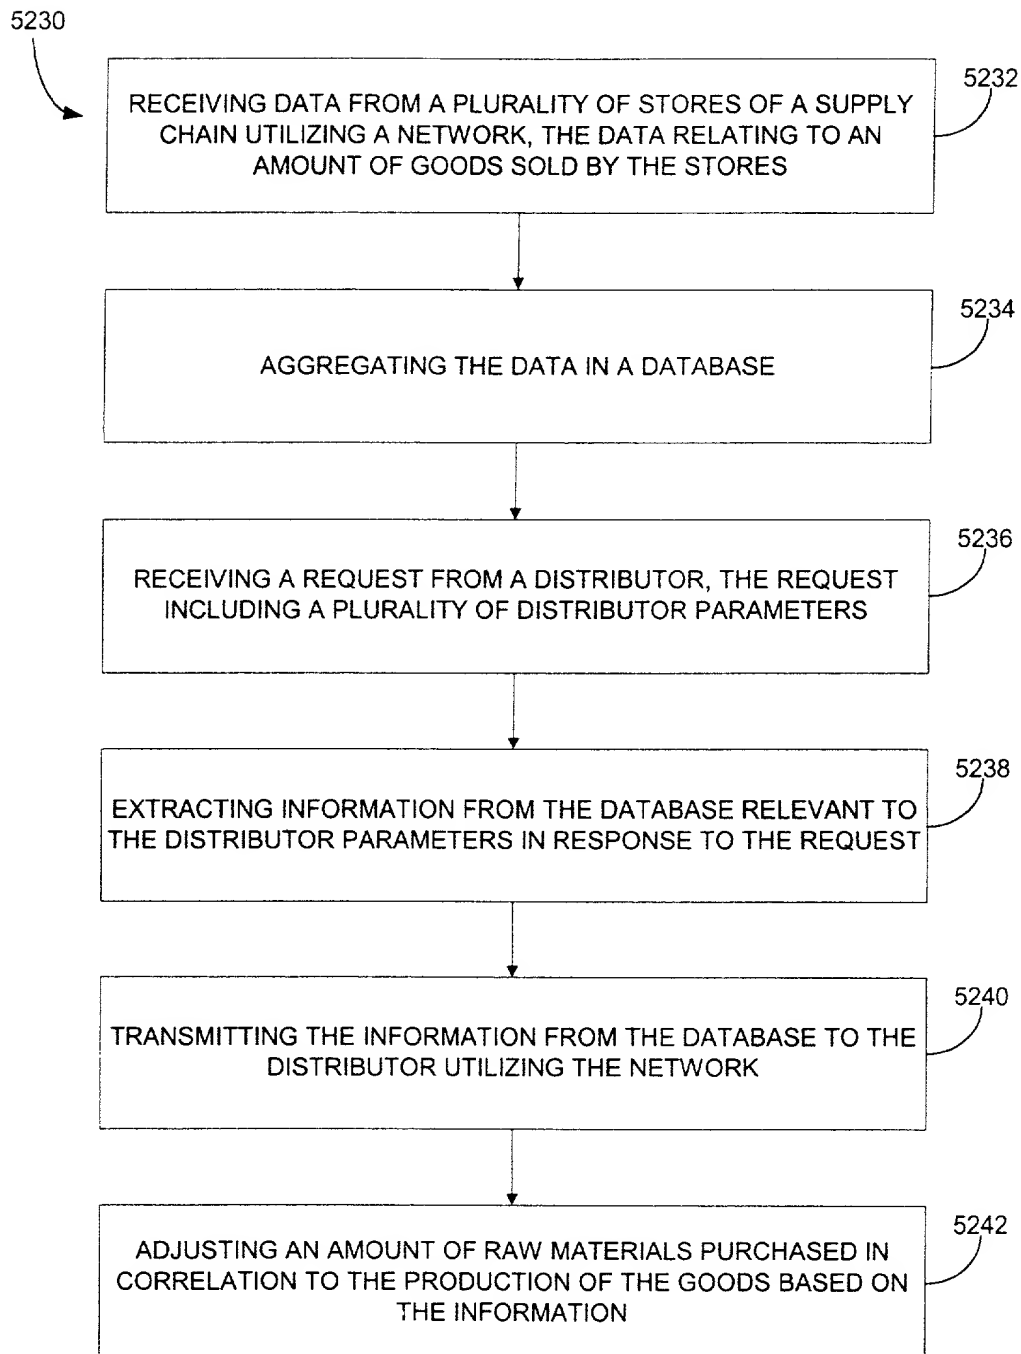 5230
RECEIVING DATA FROM A PLURALITY OF STORES OF A SUPPLY
CHAIN UTILIZING A NETWORK, THE DATA RELATING TO AN
AMOUNT OF GOODS SOLD BY THE STORES
5232
AGGREGATING THE DATA IN A DATABASE
5234
RECEIVING A REQUEST FROM A DISTRIBUTOR, THE REQUEST
INCLUDING A PLURALITY OF DISTRIBUTOR PARAMETERS
5236
EXTRACTING INFORMATION FROM THE DATABASE RELEVANT TO
THE DISTRIBUTOR PARAMETERS IN RESPONSE TO THE REQUEST
5238
TRANSMITTING THE INFORMATION FROM THE DATABASE TO THE
DISTRIBUTOR UTILIZING THE NETWORK
5240
ADJUSTING AN AMOUNT OF RAW MATERIALS PURCHASED IN
CORRELATION TO THE PRODUCTION OF THE GOODS BASED ON
THE INFORMATION
5242